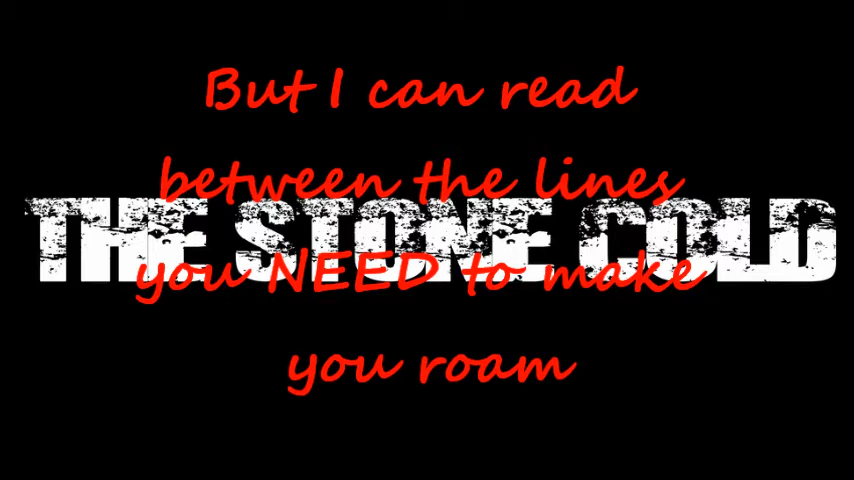 But I can read
between the lines
THE STONE COLD
you NEED to make
you roam